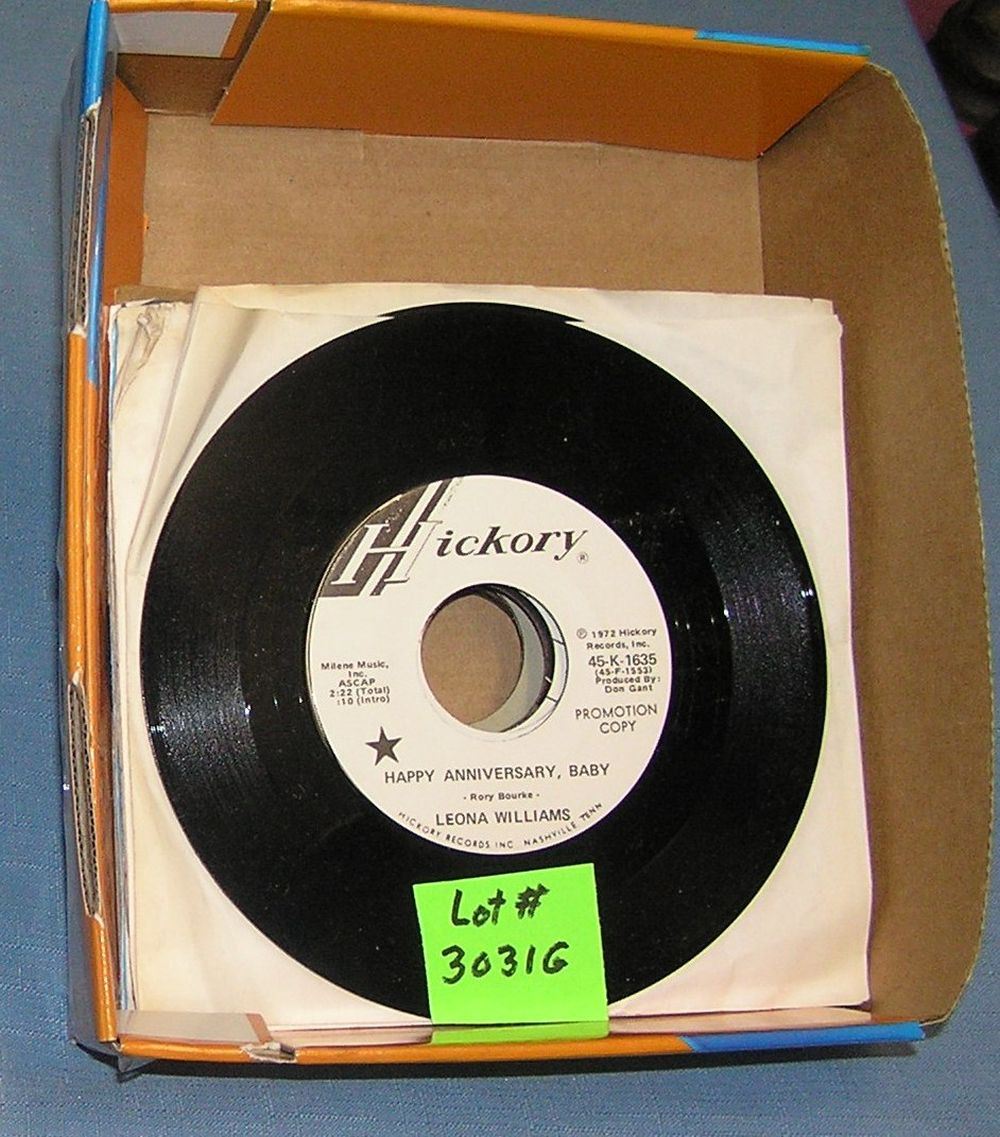 Hickory®
℗ 1972 Hickory
Records, Inc.
45-K-1635
(45-F-1553)
Produced By:
Don Gant
Milene Music,
Inc.
ASCAP
2:22 (Total)
:10 (Intro)
PROMOTION
COPY
HAPPY ANNIVERSARY, BABY
- Rory Bourke -
LEONA WILLIAMS
HICKORY RECORDS INC. NASHVILLE TENN
Lot #
3031G